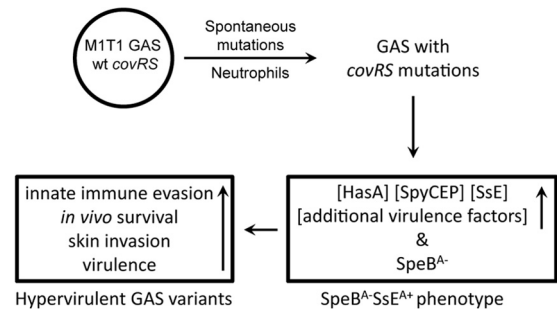 M1T1 GAS
wt covRS
Spontaneous
mutations
Neutrophils
GAS with
covRS mutations
[HasA] [SpyCEP] [SsE]
[additional virulence factors]
&
SpeBᴬ⁻
SpeBᴬ⁻SsEᴬ⁺ phenotype
innate immune evasion
in vivo survival
skin invasion
virulence
Hypervirulent GAS variants